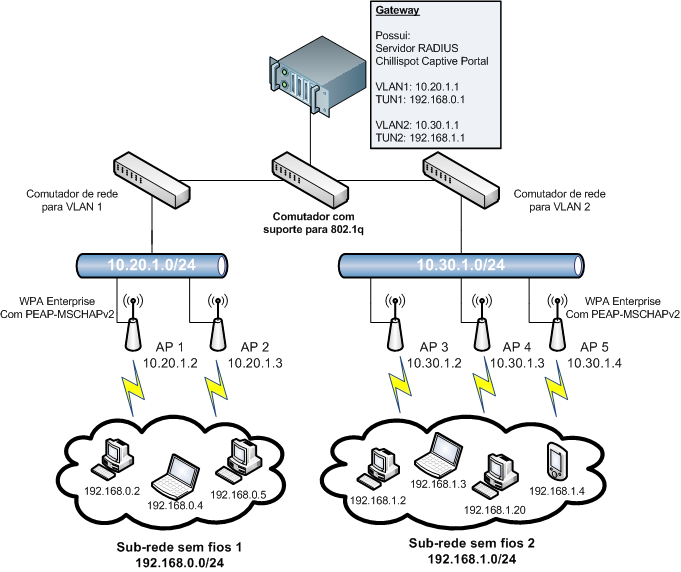 Gateway
Possui:
Servidor RADIUS
Chillispot Captive Portal
VLAN1: 10.20.1.1
TUN1: 192.168.0.1
VLAN2: 10.30.1.1
TUN2: 192.168.1.1
Comutador de rede
para VLAN 1
Comutador com
suporte para 802.1q
Comutador de rede
para VLAN 2
10.20.1.0/24
10.30.1.0/24
WPA Enterprise
Com PEAP-MSCHAPv2
AP 1
10.20.1.2
AP 2
10.20.1.3
AP 3
10.30.1.2
AP 4
10.30.1.3
AP 5
10.30.1.4
WPA Enterprise
Com PEAP-MSCHAPv2
192.168.0.2
192.168.0.4
192.168.0.5
192.168.1.2
192.168.1.3
192.168.1.20
192.168.1.4
Sub-rede sem fios 1
192.168.0.0/24
Sub-rede sem fios 2
192.168.1.0/24